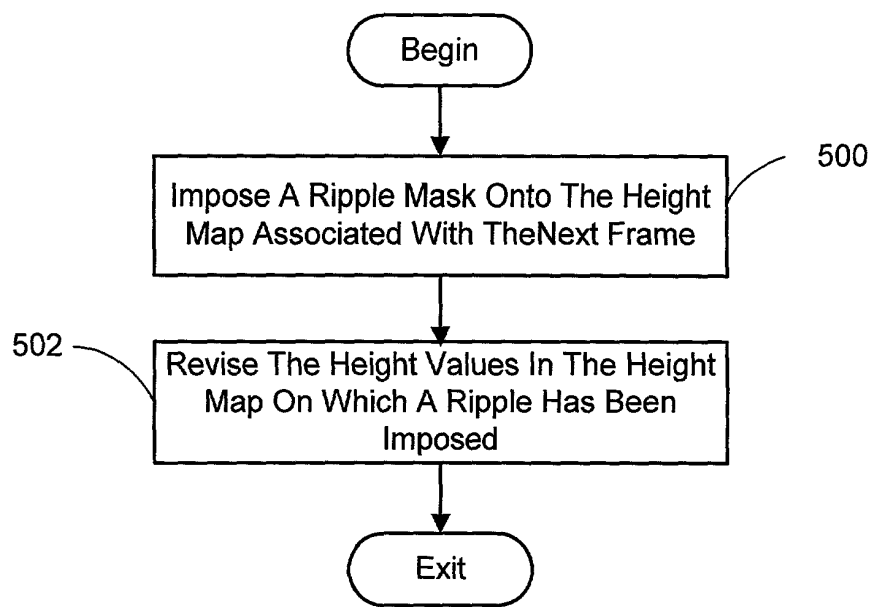 Begin
500
Impose A Ripple Mask Onto The Height
Map Associated With TheNext Frame
502
Revise The Height Values In The Height
Map On Which A Ripple Has Been
Imposed
Exit